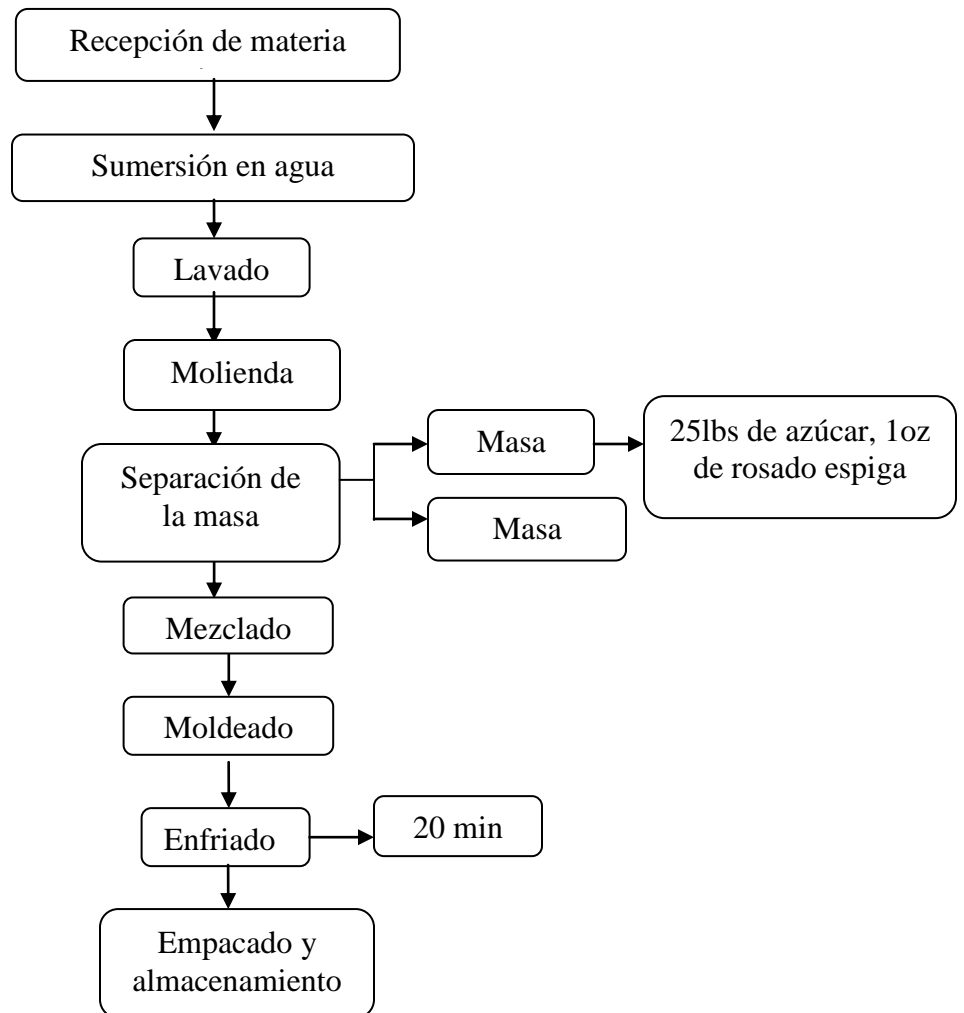 Recepción de materia
Sumersión en agua
Lavado
Molienda
Separación de
la masa
Masa
25lbs de azúcar, 1oz
de rosado espiga
Masa
Mezclado
Moldeado
Enfriado
20 min
Empacado y
almacenamiento